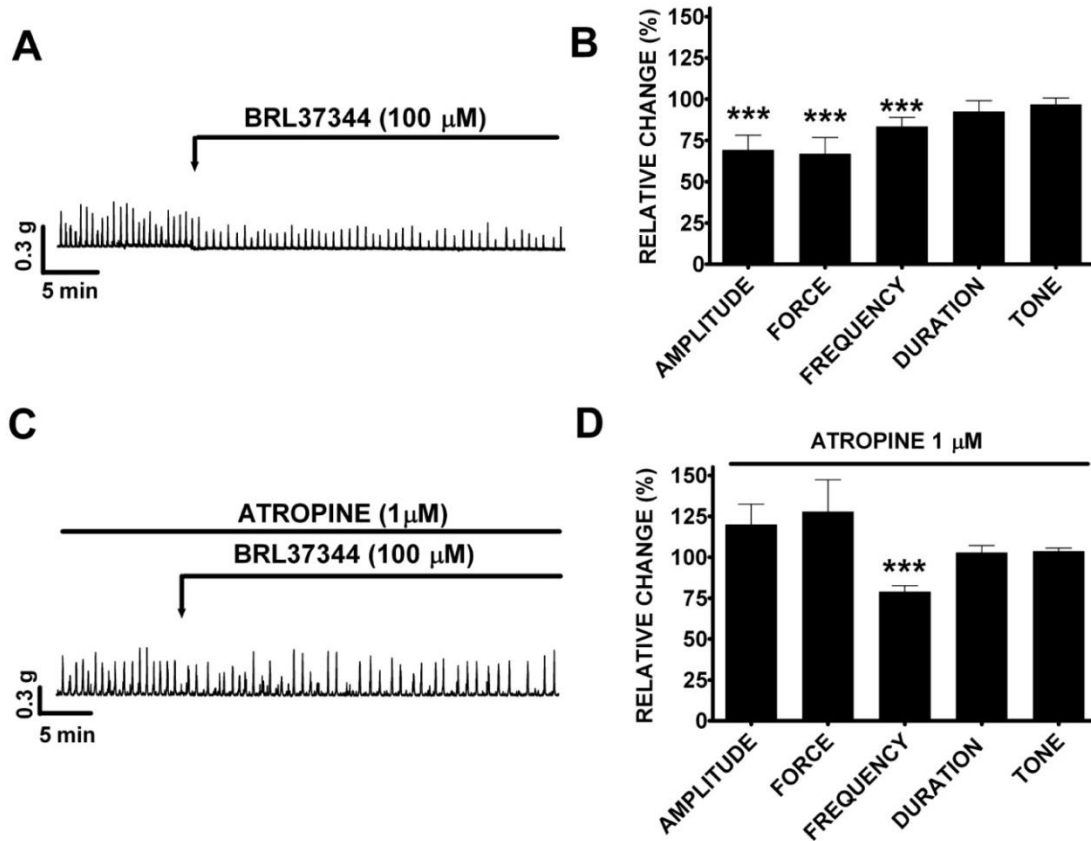 A
BRL37344 (100 μM)
0.3 g
5 min
B
RELATIVE CHANGE (%)
150
125
100
75
50
25
0
***
***
***
AMPLITUDE
FORCE
FREQUENCY
DURATION
TONE
C
ATROPINE (1μM)
BRL37344 (100 μM)
0.3 g
5 min
D
ATROPINE 1 μM
RELATIVE CHANGE (%)
150
125
100
75
50
25
0
***
AMPLITUDE
FORCE
FREQUENCY
DURATION
TONE